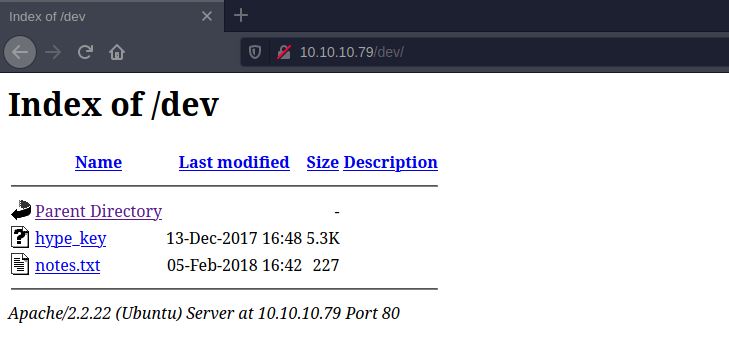 Index of /dev
10.10.10.79/dev/
Index of /dev
Name Last modified Size Description
Parent Directory -
hype_key 13-Dec-2017 16:48 5.3K
notes.txt 05-Feb-2018 16:42 227
Apache/2.2.22 (Ubuntu) Server at 10.10.10.79 Port 80